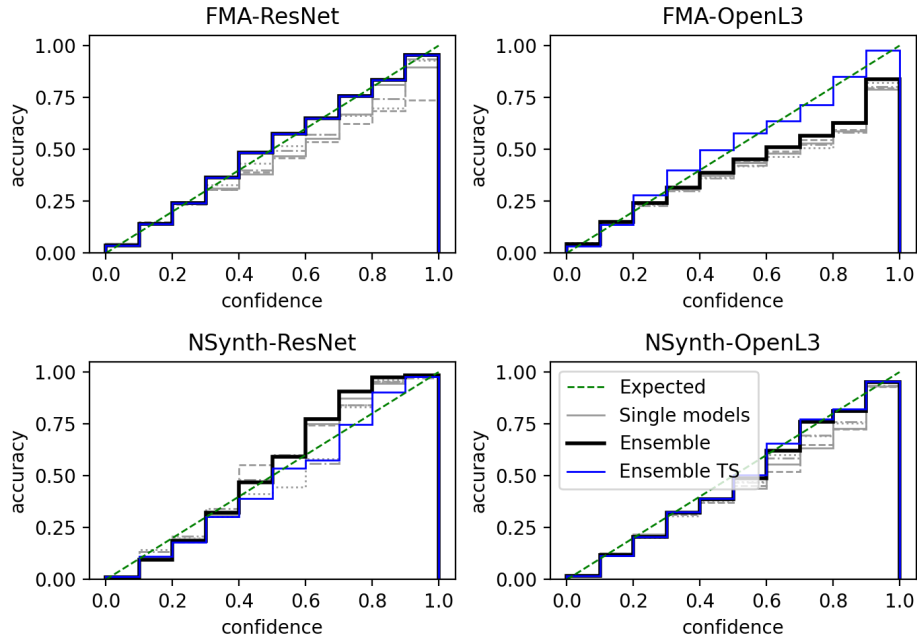 FMA-ResNet
1.00
0.75
0.50
0.25
0.00
accuracy
0.0 0.2 0.4 0.6 0.8 1.0
confidence
FMA-OpenL3
1.00
0.75
0.50
0.25
0.00
accuracy
0.0 0.2 0.4 0.6 0.8 1.0
confidence
NSynth-ResNet
1.00
0.75
0.50
0.25
0.00
accuracy
0.0 0.2 0.4 0.6 0.8 1.0
confidence
NSynth-OpenL3
1.00
0.75
0.50
0.25
0.00
accuracy
Expected
Single models
Ensemble
Ensemble TS
0.0 0.2 0.4 0.6 0.8 1.0
confidence